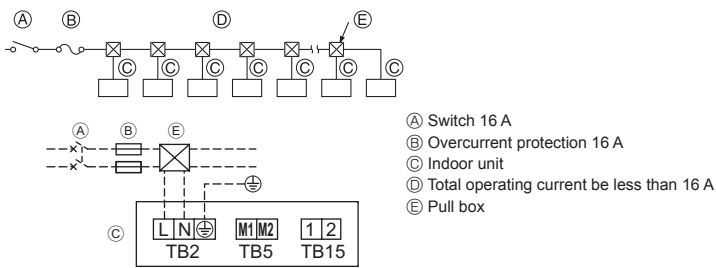 Ⓐ Ⓑ Ⓓ Ⓔ
Ⓒ Ⓒ Ⓒ Ⓒ Ⓒ Ⓒ Ⓒ
Ⓐ Ⓑ Ⓔ
Ⓒ L N M1 M2 1 2
TB2 TB5 TB15
Ⓐ Switch 16 A
Ⓑ Overcurrent protection 16 A
Ⓒ Indoor unit
Ⓓ Total operating current be less than 16 A
Ⓔ Pull box